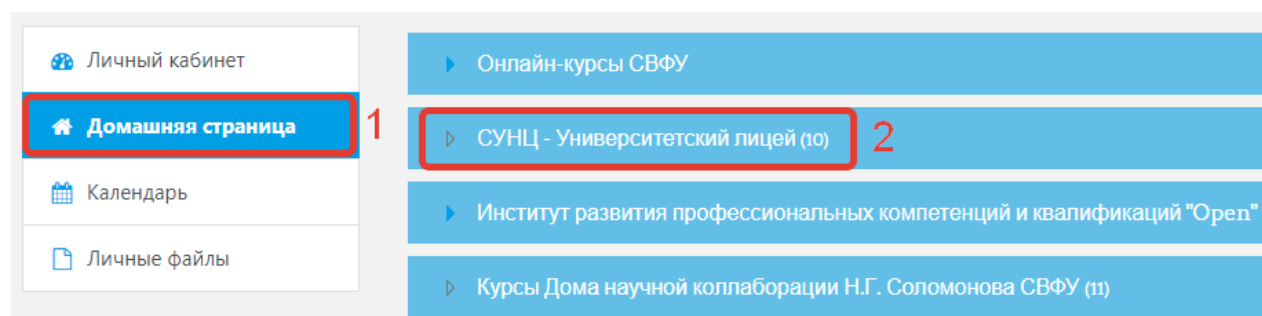 Личный кабинет
Домашняя страница
1
Календарь
Личные файлы
Онлайн-курсы СВФУ
СУНЦ - Университетский лицей (10)
2
Институт развития профессиональных компетенций и квалификаций "Open"
Курсы Дома научной коллаборации Н.Г. Соломонова СВФУ (11)